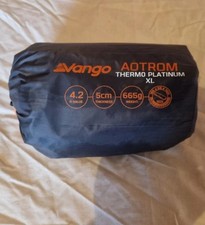 Vango
AOTROM
THERMO PLATINUM
XL
4.2
5cm
665g